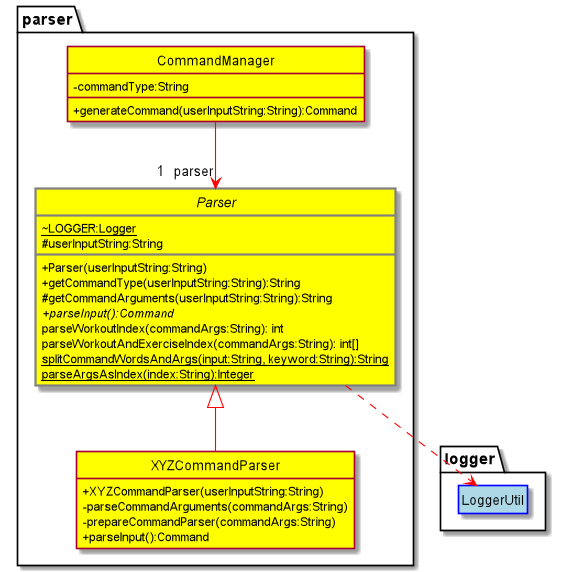 parser
CommandManager
-commandType:String
+generateCommand(userInputString:String):Command
1 parser
Parser
~LOGGER:Logger
#userInputString:String
+Parser(userInputString:String)
+getCommandType(userInputString:String):String
#getCommandArguments(userInputString:String):String
+parseInput():Command
parseWorkoutIndex(commandArgs:String): int
parseWorkoutAndExerciseIndex(commandArgs:String): int[]
splitCommandWordsAndArgs(input:String, keyword:String):String
parseArgsAsIndex(index:String):Integer
logger
LoggerUtil
XYZCommandParser
+XYZCommandParser(userInputString:String)
-parseCommandArguments(commandArgs:String)
-prepareCommandParser(commandArgs:String)
+parseInput():Command